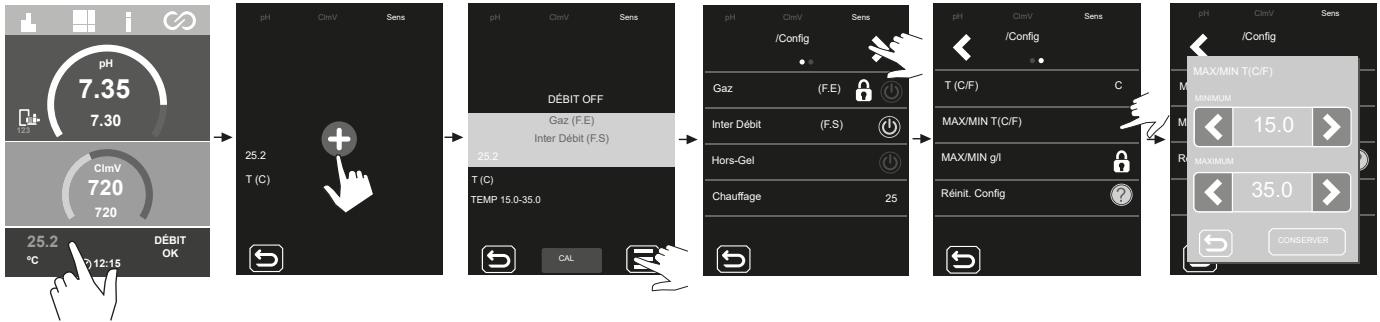 pH
7.35
7.30
123
ClmV
720
720
25.2
ºC
12:15
DÉBIT
OK
pH ClmV Sens
25.2
T (C)
pH ClmV Sens
DÉBIT OFF
Gaz (F.E)
Inter Débit (F.S)
25.2
T (C)
TEMP 15.0-35.0
CAL
pH ClmV Sens
/Config
Gaz (F.E)
Inter Débit (F.S)
Hors-Gel
Chauffage 25
pH ClmV Sens
/Config
T (C/F) C
MAX/MIN T(C/F)
MAX/MIN g/l
Réinit. Config ?
pH ClmV Sens
/Config
MAX/MIN T(C/F)
MINIMUM
15.0
MAXIMUM
35.0
CONSERVER